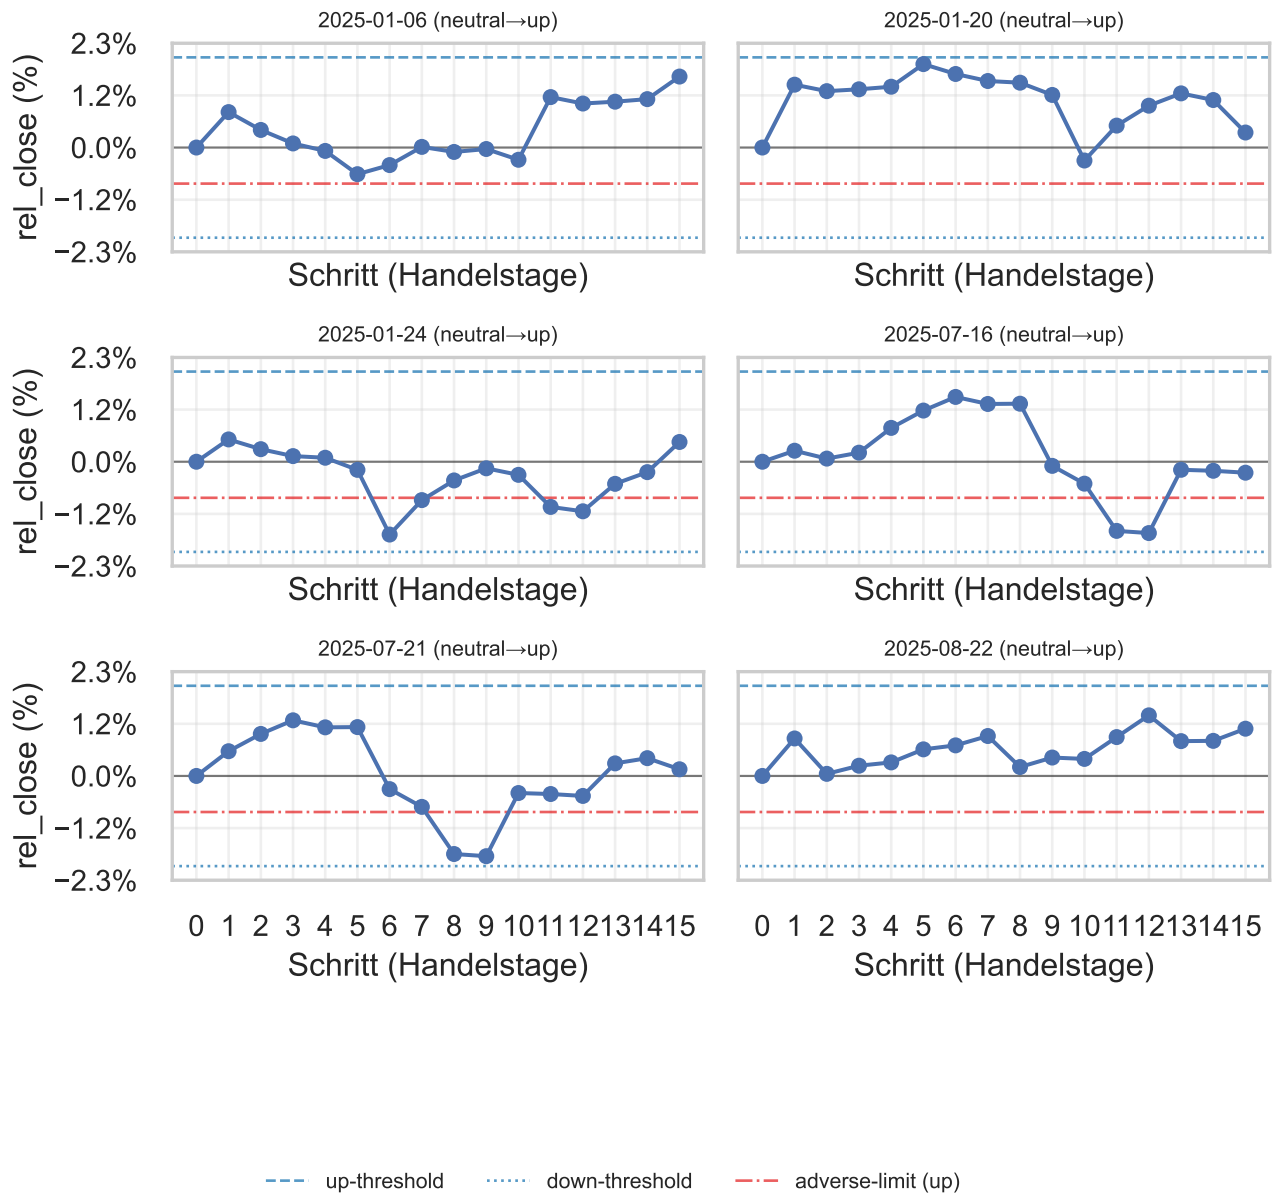 2025-01-06 (neutral→up)
2025-01-20 (neutral→up)
rel_close (%)
2.3%
1.2%
0.0%
−1.2%
−2.3%
Schritt (Handelstage)
Schritt (Handelstage)
2025-01-24 (neutral→up)
2025-07-16 (neutral→up)
rel_close (%)
2.3%
1.2%
0.0%
−1.2%
−2.3%
Schritt (Handelstage)
Schritt (Handelstage)
2025-07-21 (neutral→up)
2025-08-22 (neutral→up)
rel_close (%)
2.3%
1.2%
0.0%
−1.2%
−2.3%
0 1 2 3 4 5 6 7 8 9 10 11 12 13 14 15
0 1 2 3 4 5 6 7 8 9 10 11 12 13 14 15
Schritt (Handelstage)
Schritt (Handelstage)
up-threshold
down-threshold
adverse-limit (up)